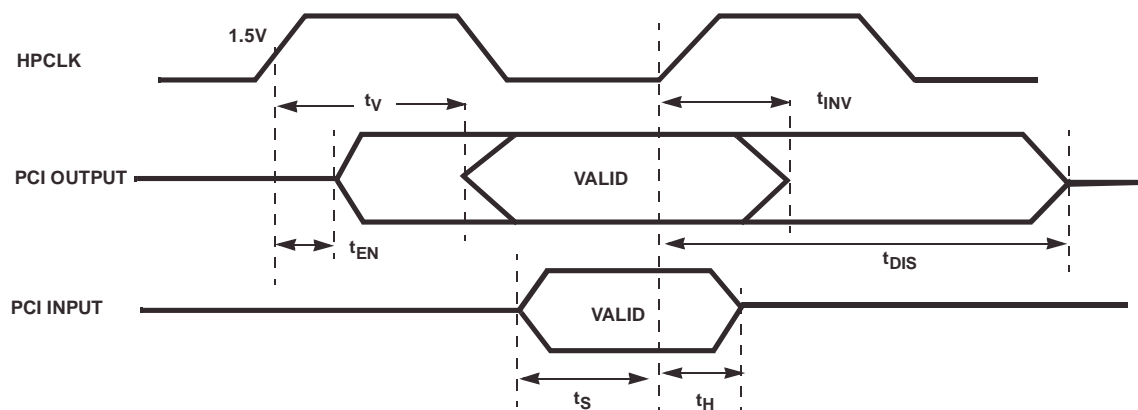 1.5V
HPCLK
tV
tINV
PCI OUTPUT
VALID
tEN
tDIS
PCI INPUT
VALID
tS
tH